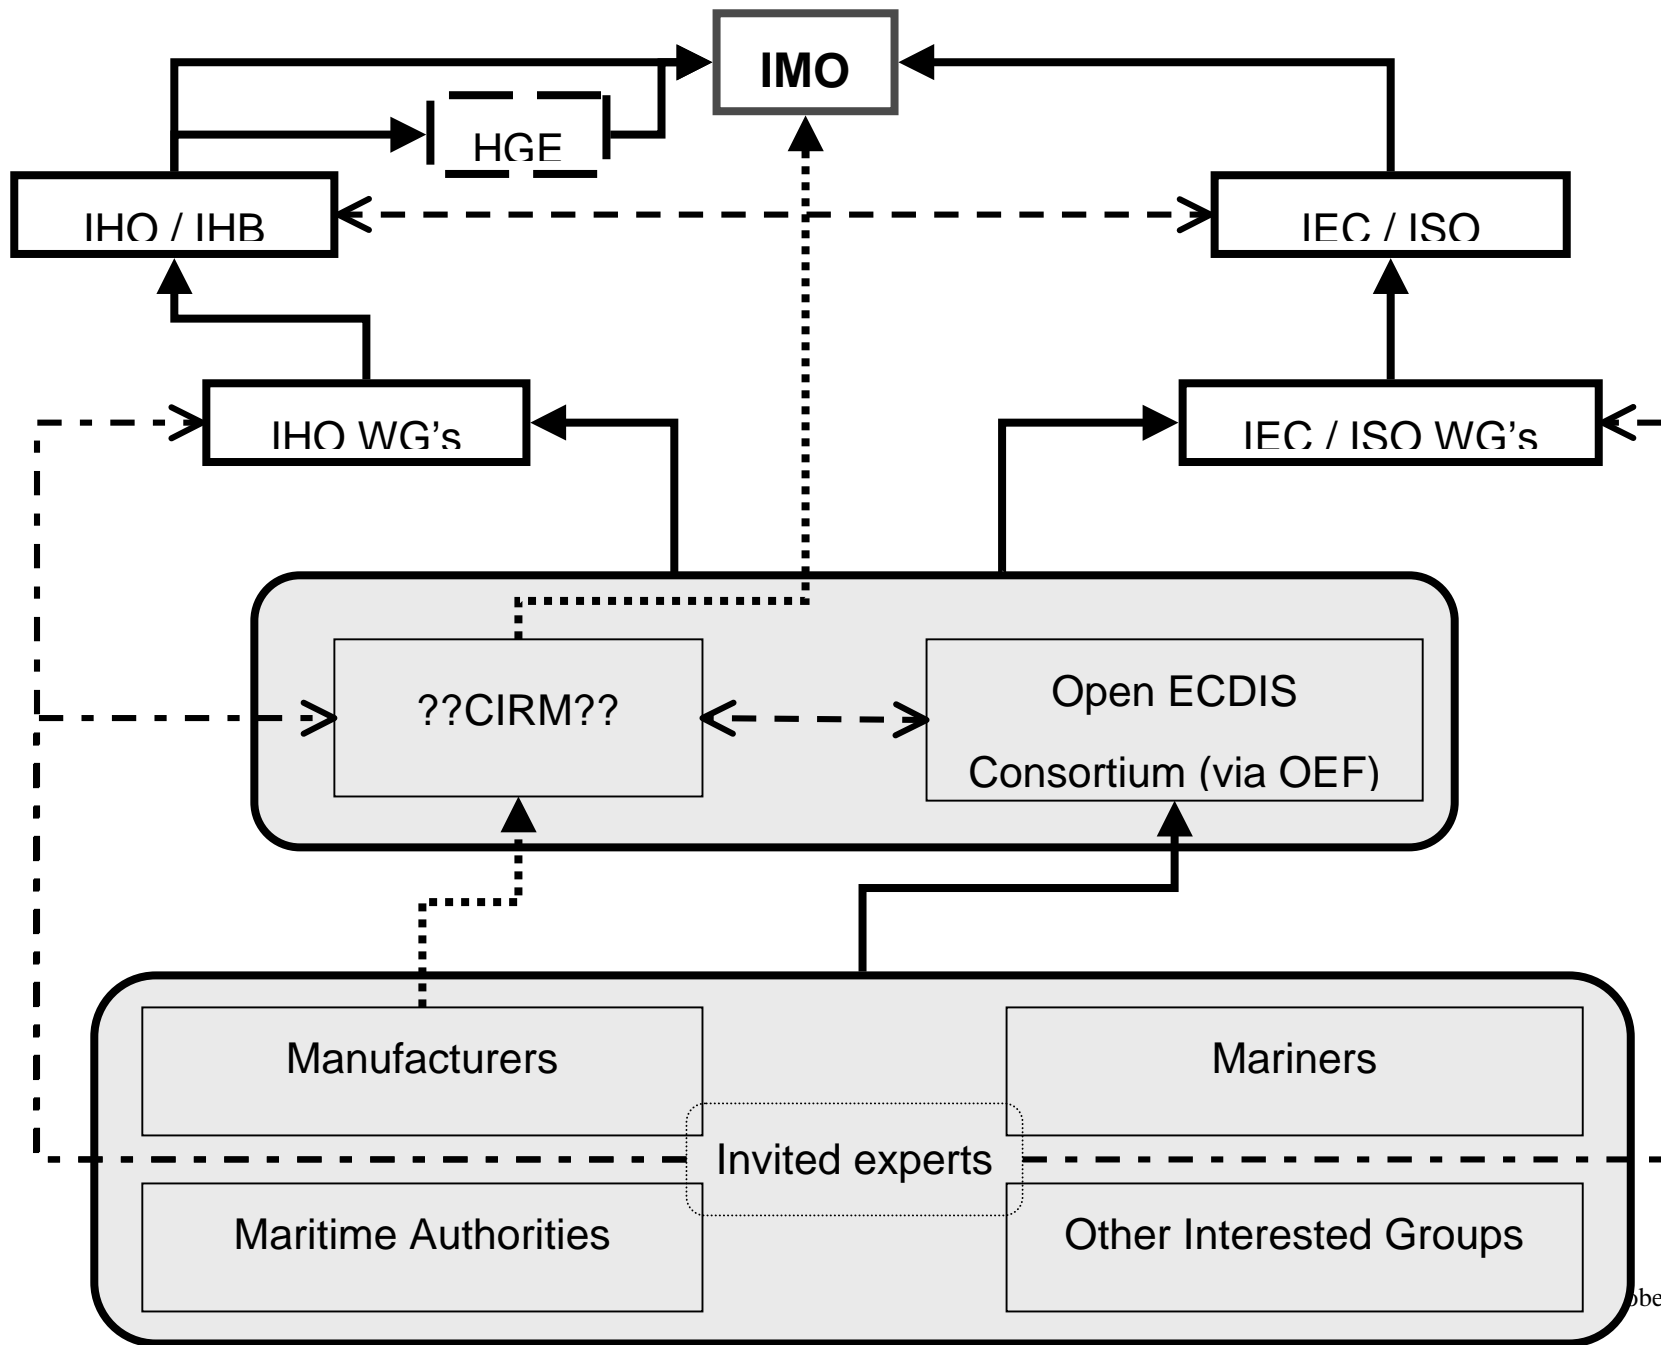 IMO
HGE
IHO / IHB
IEC / ISO
IHO WG's
IEC / ISO WG's
??CIRM??
Open ECDIS
Consortium (via OEF)
Manufacturers
Mariners
Invited experts
Maritime Authorities
Other Interested Groups